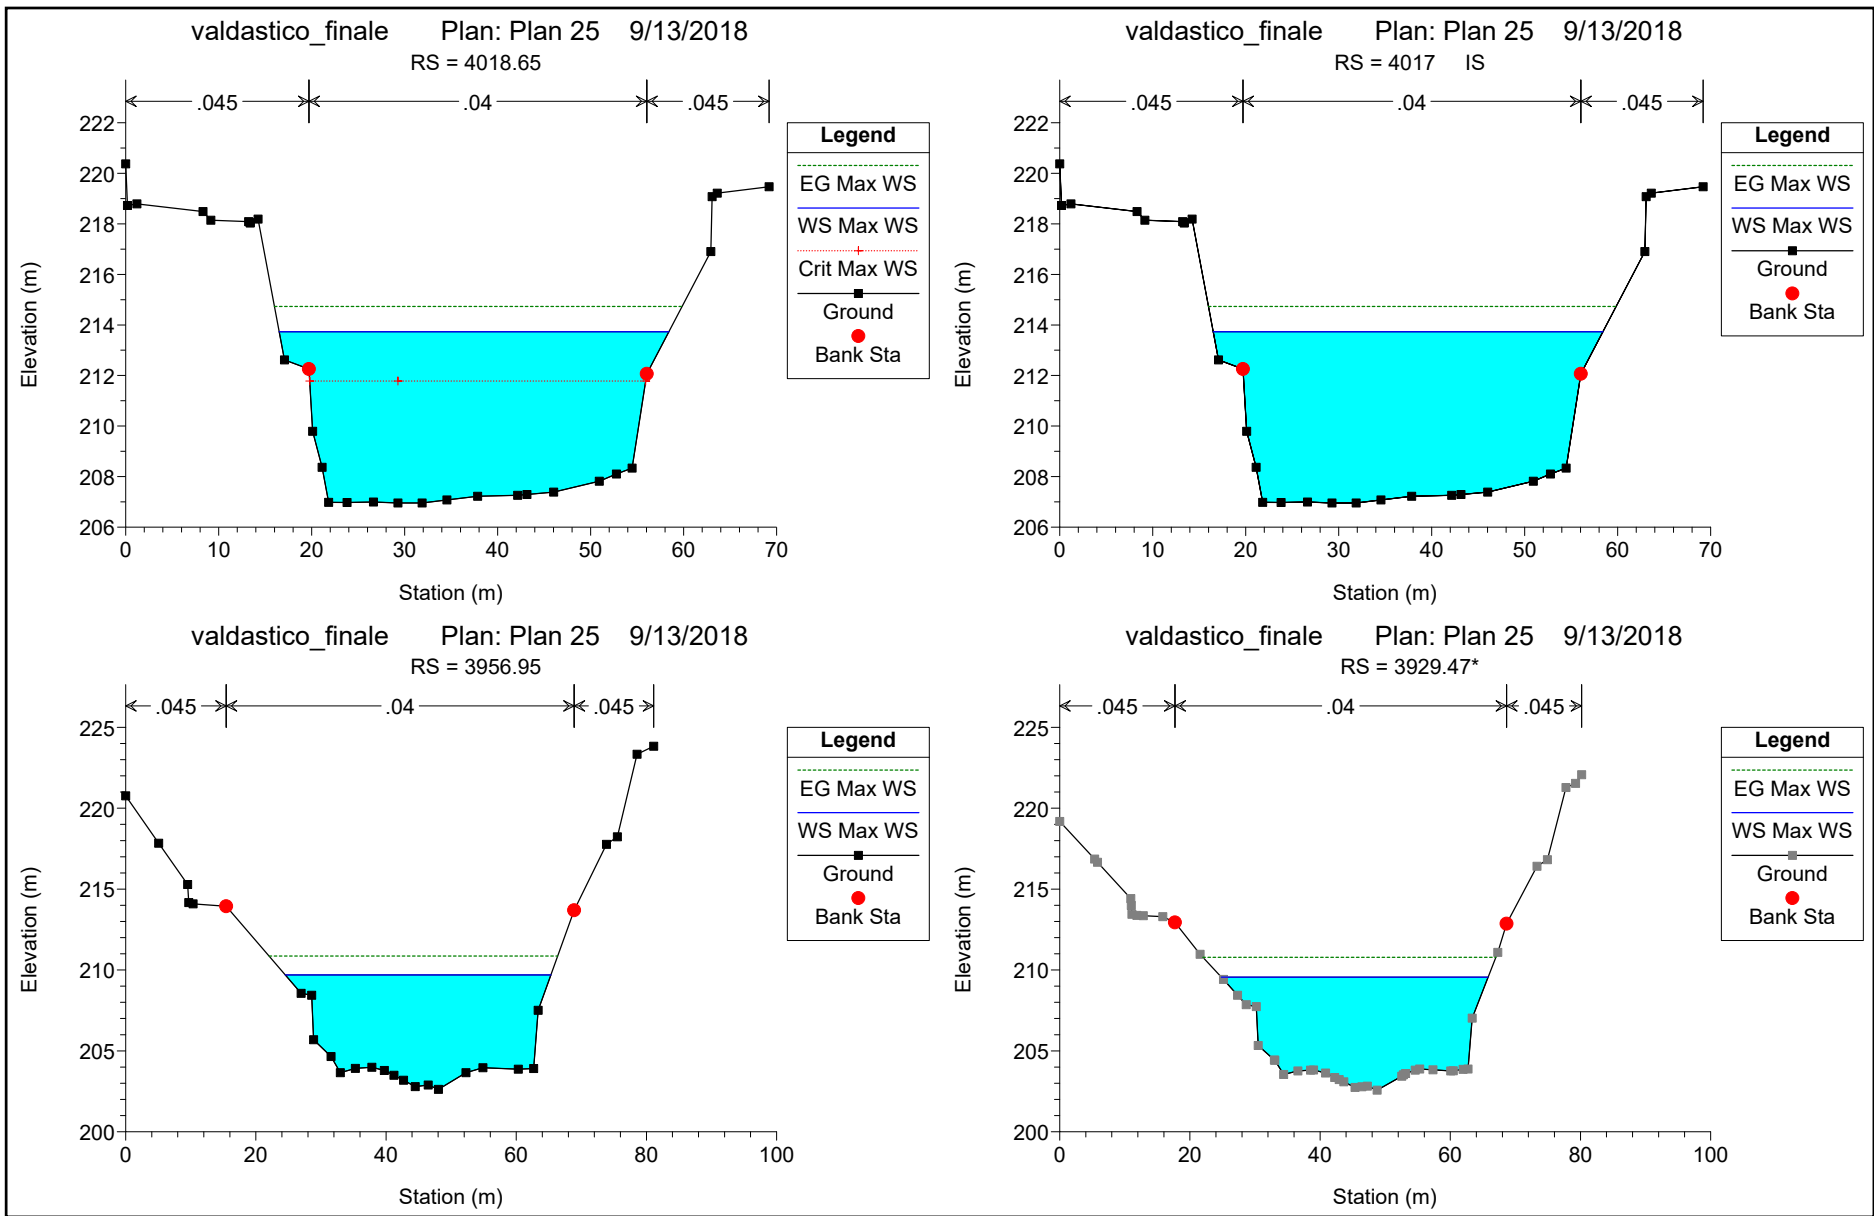 valdastico_finale Plan: Plan 25 9/13/2018
RS = 4018.65
.045 .04 .045
222
220
218
216
214
212
210
208
206
0 10 20 30 40 50 60 70
Elevation (m)
Station (m)
Legend
EG Max WS
WS Max WS
Crit Max WS
Ground
Bank Sta
valdastico_finale Plan: Plan 25 9/13/2018
RS = 4017 IS
.045 .04 .045
222
220
218
216
214
212
210
208
206
0 10 20 30 40 50 60 70
Elevation (m)
Station (m)
Legend
EG Max WS
WS Max WS
Ground
Bank Sta
valdastico_finale Plan: Plan 25 9/13/2018
RS = 3956.95
.045 .04 .045
225
220
215
210
205
200
0 20 40 60 80 100
Elevation (m)
Station (m)
Legend
EG Max WS
WS Max WS
Ground
Bank Sta
valdastico_finale Plan: Plan 25 9/13/2018
RS = 3929.47*
.045 .04 .045
225
220
215
210
205
200
0 20 40 60 80 100
Elevation (m)
Station (m)
Legend
EG Max WS
WS Max WS
Ground
Bank Sta